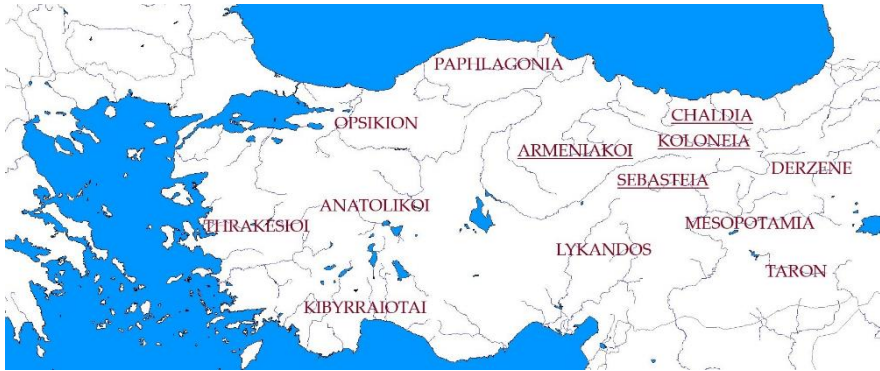 PAPHLAGONIA
OPSIKION
CHALDIA
KOLONEIA
ARMENIAKOI
DERZENE
SEBASTEIA
ANATOLIKOI
THRAKESIOI
MESOPOTAMIA
LYKANDOS
TARON
KIBYRRAIOTAI